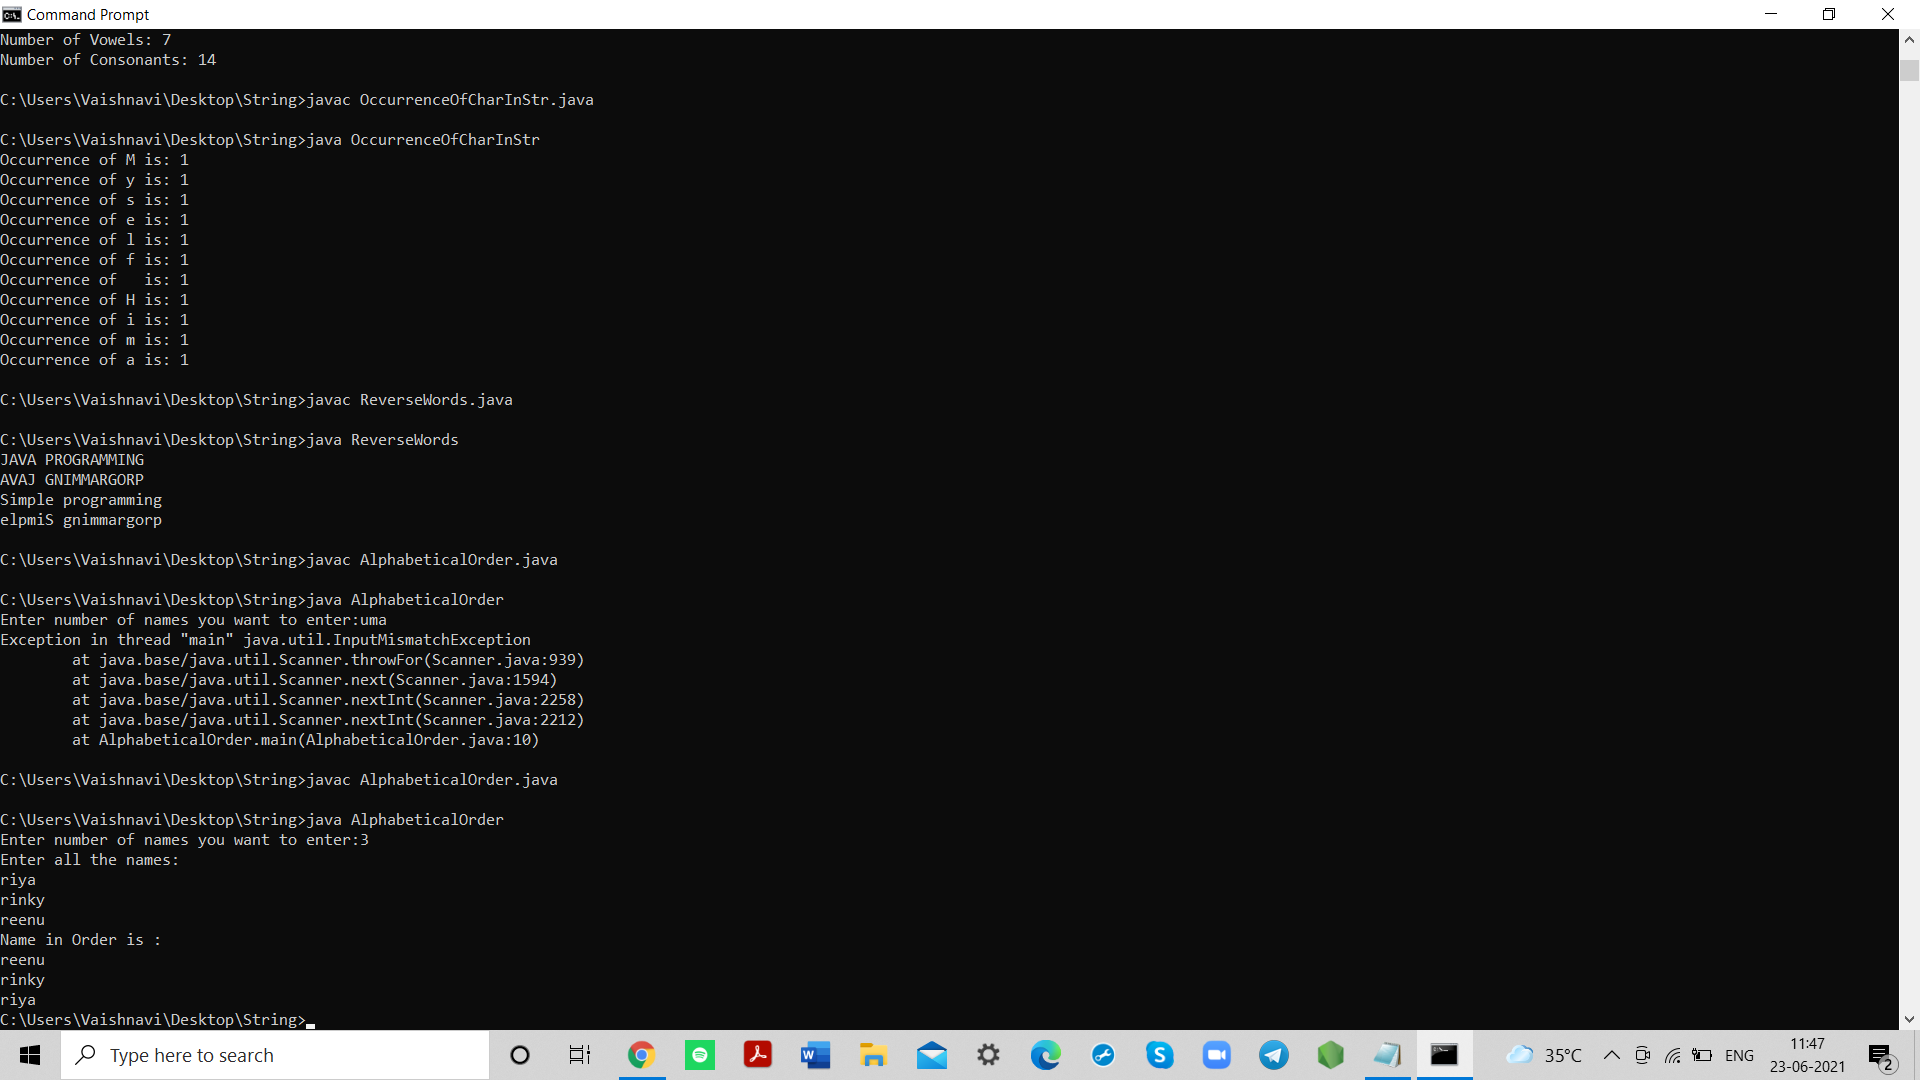 Command Prompt
Number of Vowels: 7
Number of Consonants: 14
C:\Users\Vaishnavi\Desktop\String>javac OccurrenceOfCharInStr.java
C:\Users\Vaishnavi\Desktop\String>java OccurrenceOfCharInStr
Occurrence of M is: 1
Occurrence of y is: 1
Occurrence of s is: 1
Occurrence of e is: 1
Occurrence of l is: 1
Occurrence of f is: 1
Occurrence of   is: 1
Occurrence of H is: 1
Occurrence of i is: 1
Occurrence of m is: 1
Occurrence of a is: 1
C:\Users\Vaishnavi\Desktop\String>javac ReverseWords.java
C:\Users\Vaishnavi\Desktop\String>java ReverseWords
JAVA PROGRAMMING
AVAJ GNIMMARGORP
Simple programming
elpmiS gnimmargorp
C:\Users\Vaishnavi\Desktop\String>javac AlphabeticalOrder.java
C:\Users\Vaishnavi\Desktop\String>java AlphabeticalOrder
Enter number of names you want to enter:uma
Exception in thread "main" java.util.InputMismatchException
        at java.base/java.util.Scanner.throwFor(Scanner.java:939)
        at java.base/java.util.Scanner.next(Scanner.java:1594)
        at java.base/java.util.Scanner.nextInt(Scanner.java:2258)
        at java.base/java.util.Scanner.nextInt(Scanner.java:2212)
        at AlphabeticalOrder.main(AlphabeticalOrder.java:10)
C:\Users\Vaishnavi\Desktop\String>javac AlphabeticalOrder.java
C:\Users\Vaishnavi\Desktop\String>java AlphabeticalOrder
Enter number of names you want to enter:3
Enter all the names:
riya
rinky
reenu
Name in Order is :
reenu
rinky
riya
C:\Users\Vaishnavi\Desktop\String>
Type here to search
35°C
ENG
11:47
23-06-2021
2